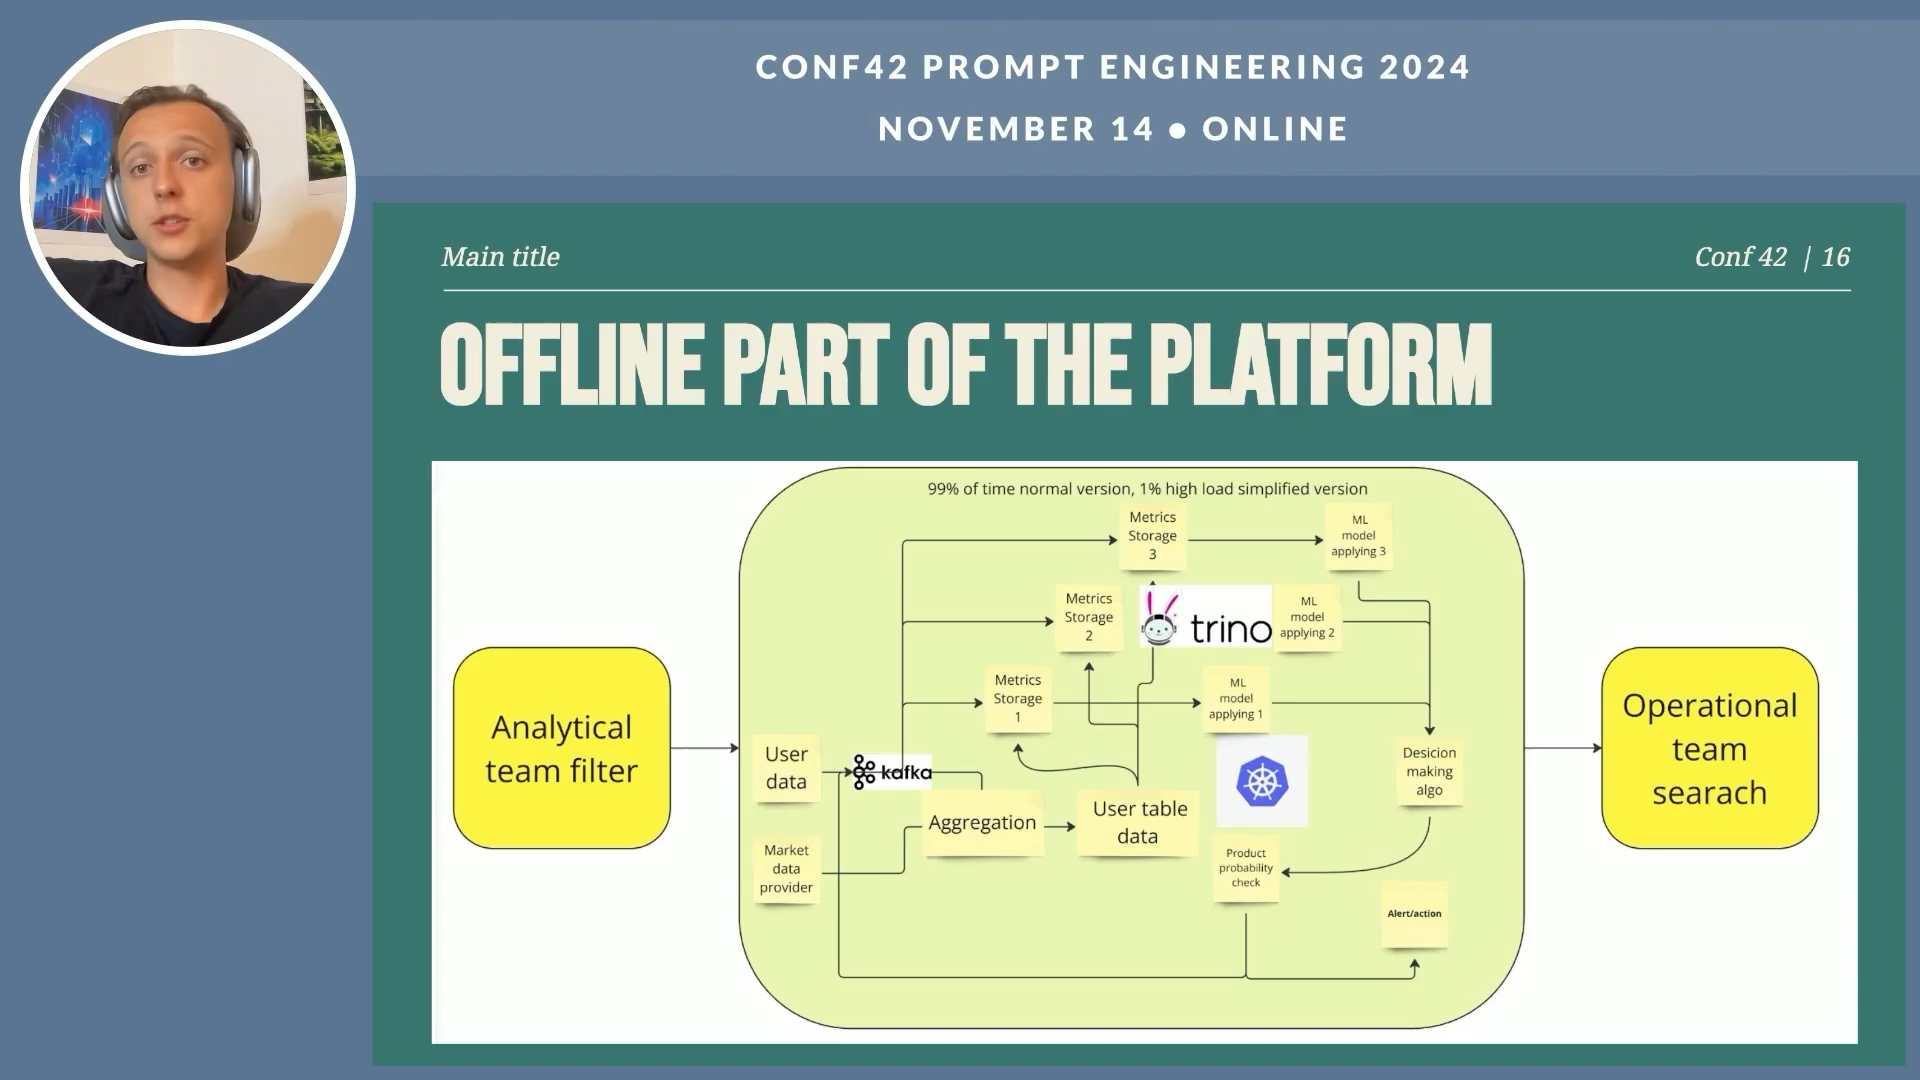 CONF42 PROMPT ENGINEERING 2024
NOVEMBER 14 ● ONLINE
Main title
Conf 42 | 16
OFFLINE PART OF THE PLATFORM
99% of time normal version, 1% high load simplified version
Metrics
Storage
3
ML
model
applying 3
Metrics
Storage
2
trino
ML
model
applying 2
Metrics
Storage
1
ML
model
applying 1
Analytical
team filter
User
data
kafka
Aggregation
User table
data
Market
data
provider
Desicion
making
algo
Product
probability
check
Alert/action
Operational
team
searach